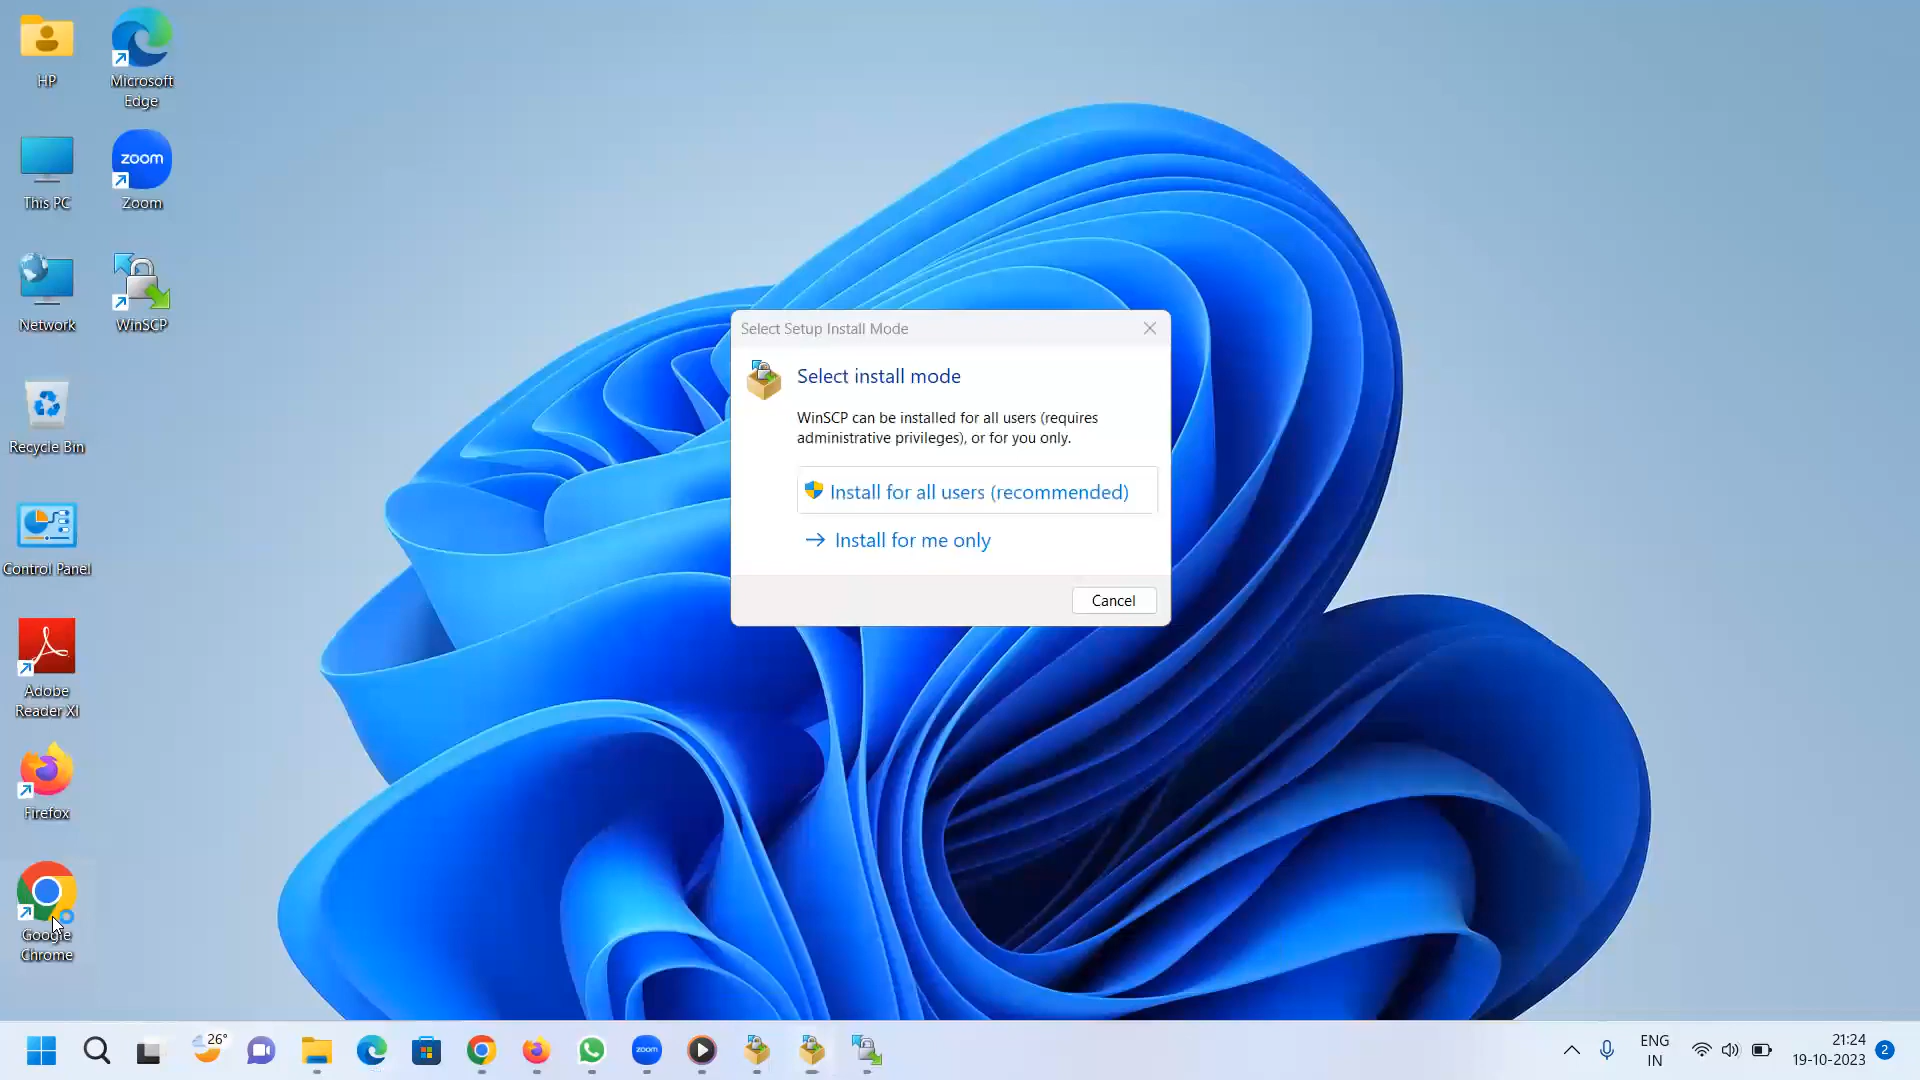 HP
Microsoft
Edge
This PC
zoom
Zoom
Network
WinSCP
Recycle Bin
Control Panel
Adobe
Reader XI
Firefox
Google
Chrome
Select Setup Install Mode
Select install mode
WinSCP can be installed for all users (requires
administrative privileges), or for you only.
Install for all users (recommended)
Install for me only
Cancel
26°
zoom
ENG
IN
21:24
19-10-2023
2